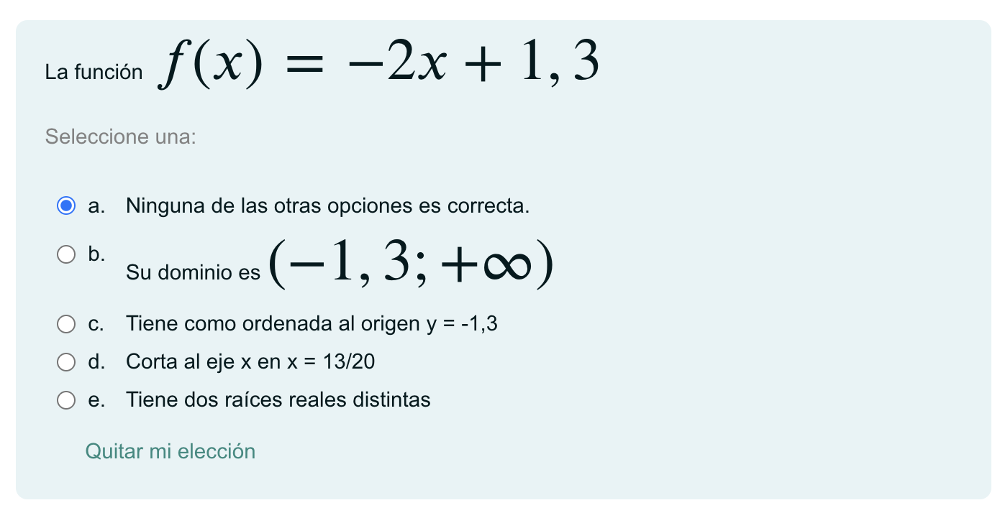 La función f(x) = −2x + 1, 3
Seleccione una:
a. Ninguna de las otras opciones es correcta.
b. Su dominio es (−1, 3; +∞)
c. Tiene como ordenada al origen y = -1,3
d. Corta al eje x en x = 13/20
e. Tiene dos raíces reales distintas
Quitar mi elección